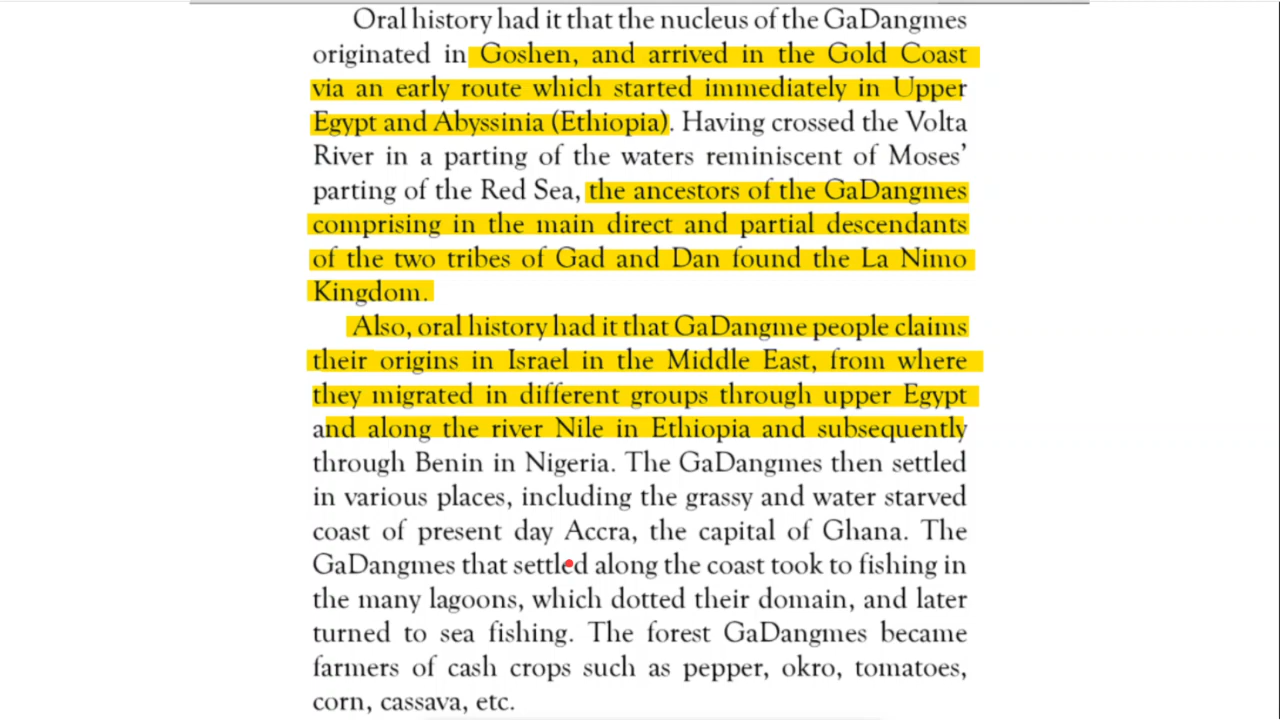 Oral history had it that the nucleus of the GaDangmes
originated in Goshen, and arrived in the Gold Coast
via an early route which started immediately in Upper
Egypt and Abyssinia (Ethiopia). Having crossed the Volta
River in a parting of the waters reminiscent of Moses’
parting of the Red Sea, the ancestors of the GaDangmes
comprising in the main direct and partial descendants
of the two tribes of Gad and Dan found the La Nimo
Kingdom.
Also, oral history had it that GaDangme people claims
their origins in Israel in the Middle East, from where
they migrated in different groups through upper Egypt
and along the river Nile in Ethiopia and subsequently
through Benin in Nigeria. The GaDangmes then settled
in various places, including the grassy and water starved
coast of present day Accra, the capital of Ghana. The
GaDangmes that settled along the coast took to fishing in
the many lagoons, which dotted their domain, and later
turned to sea fishing. The forest GaDangmes became
farmers of cash crops such as pepper, okro, tomatoes,
corn, cassava, etc.